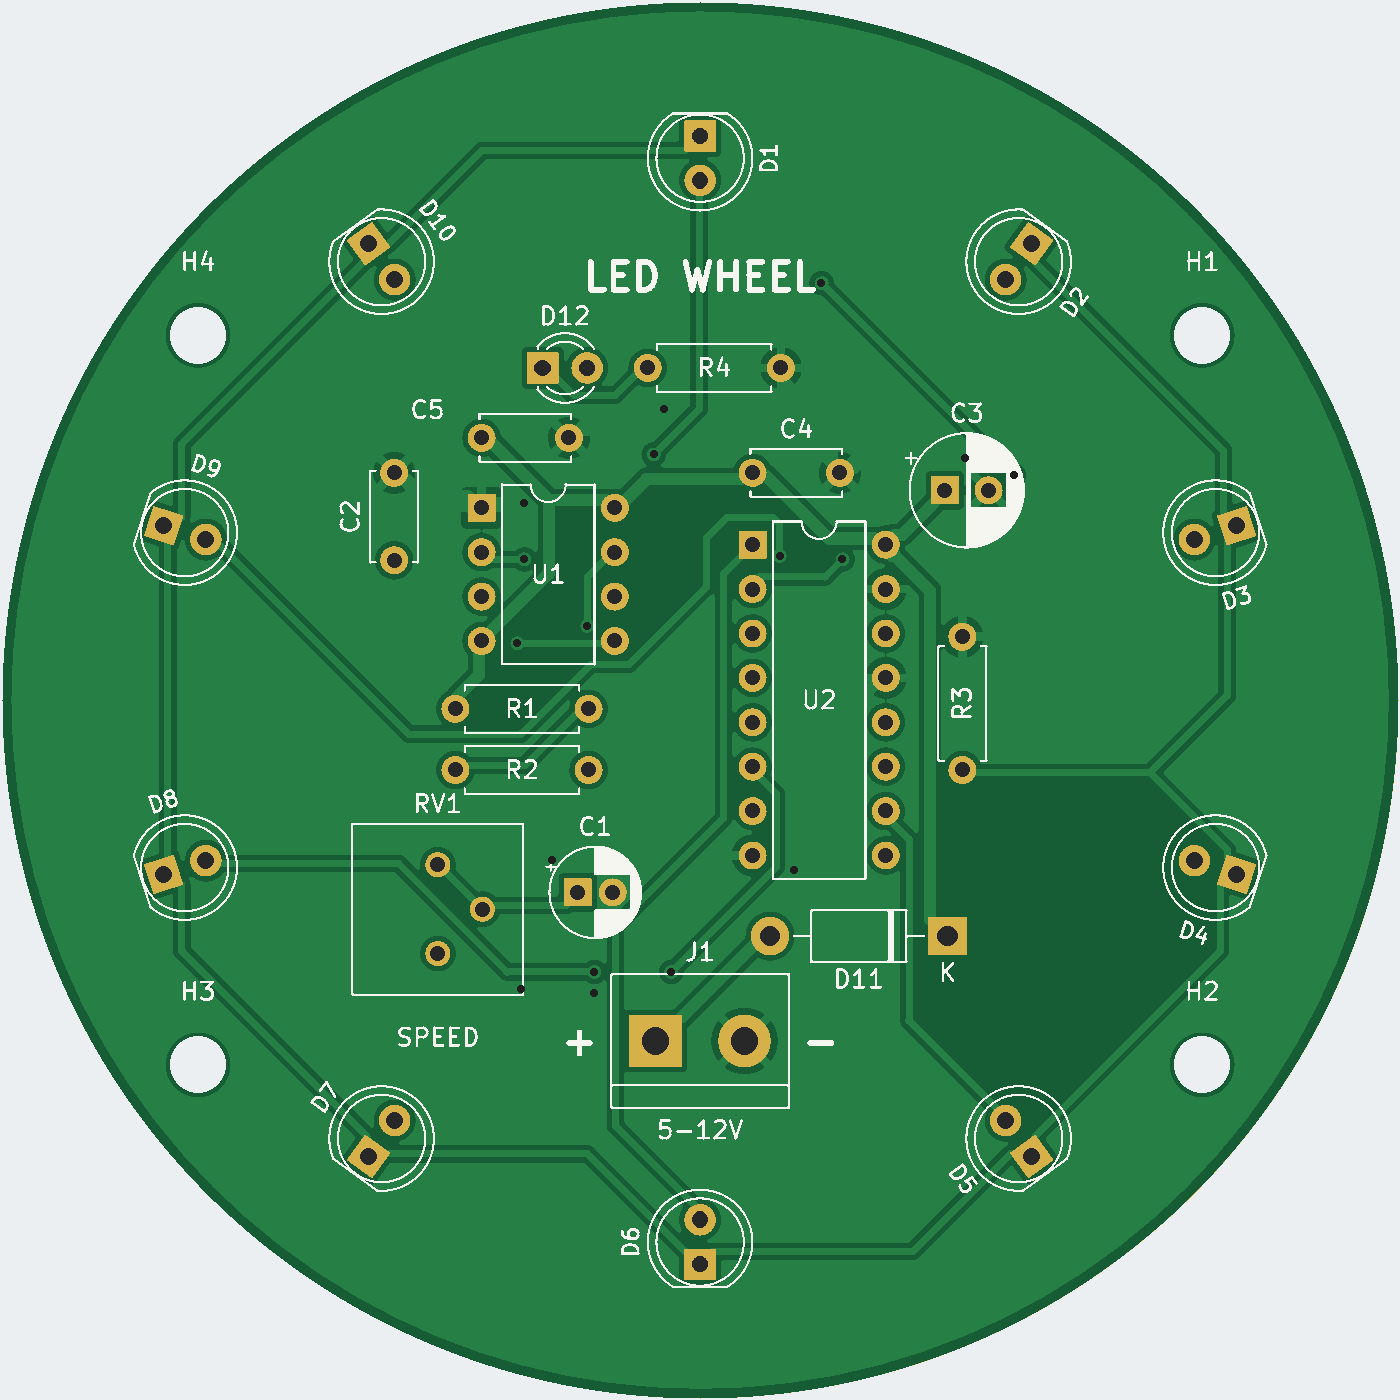 D1
D10
H4
H1
LED WHEEL
D2
D12
R4
C5
C3
C4
+
D9
C2
U1
D3
U2
R3
R1
R2
D8
RV1
C1
+
D4
J1
D11
K
H3
H2
SPEED
+
−
D7
5-12V
D5
D6